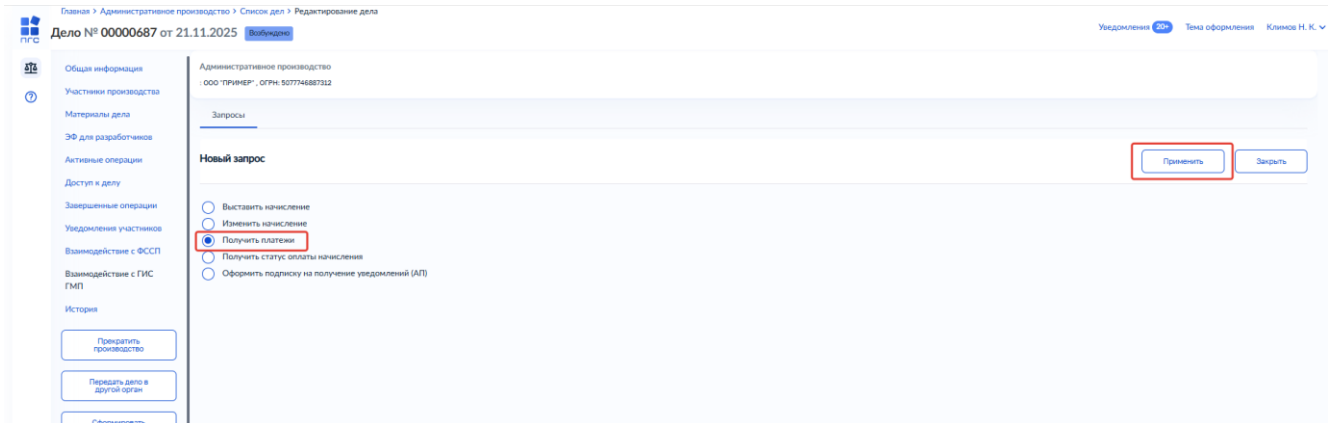 Главная > Административное производство > Список дел > Редактирование дела
Дело № 00000687 от 21.11.2025 Возбуждено
Уведомления 20+ Тема оформления Климов Н. К.
пгс
Общая информация
Участники производства
Материалы дела
ЭФ для разработчиков
Активные операции
Доступ к делу
Завершенные операции
Уведомления участников
Взаимодействие с ФССП
Взаимодействие с ГИС
ГМП
История
Прекратить
производство
Передать дело в
другой орган
Сформировать
Административное производство
: ООО "ПРИМЕР" , ОГРН: 5077746887312
Запросы
Новый запрос
Применить
Закрыть
Выставить начисление
Изменить начисление
Получить платежи
Получить статус оплаты начисления
Оформить подписку на получение уведомлений (АП)